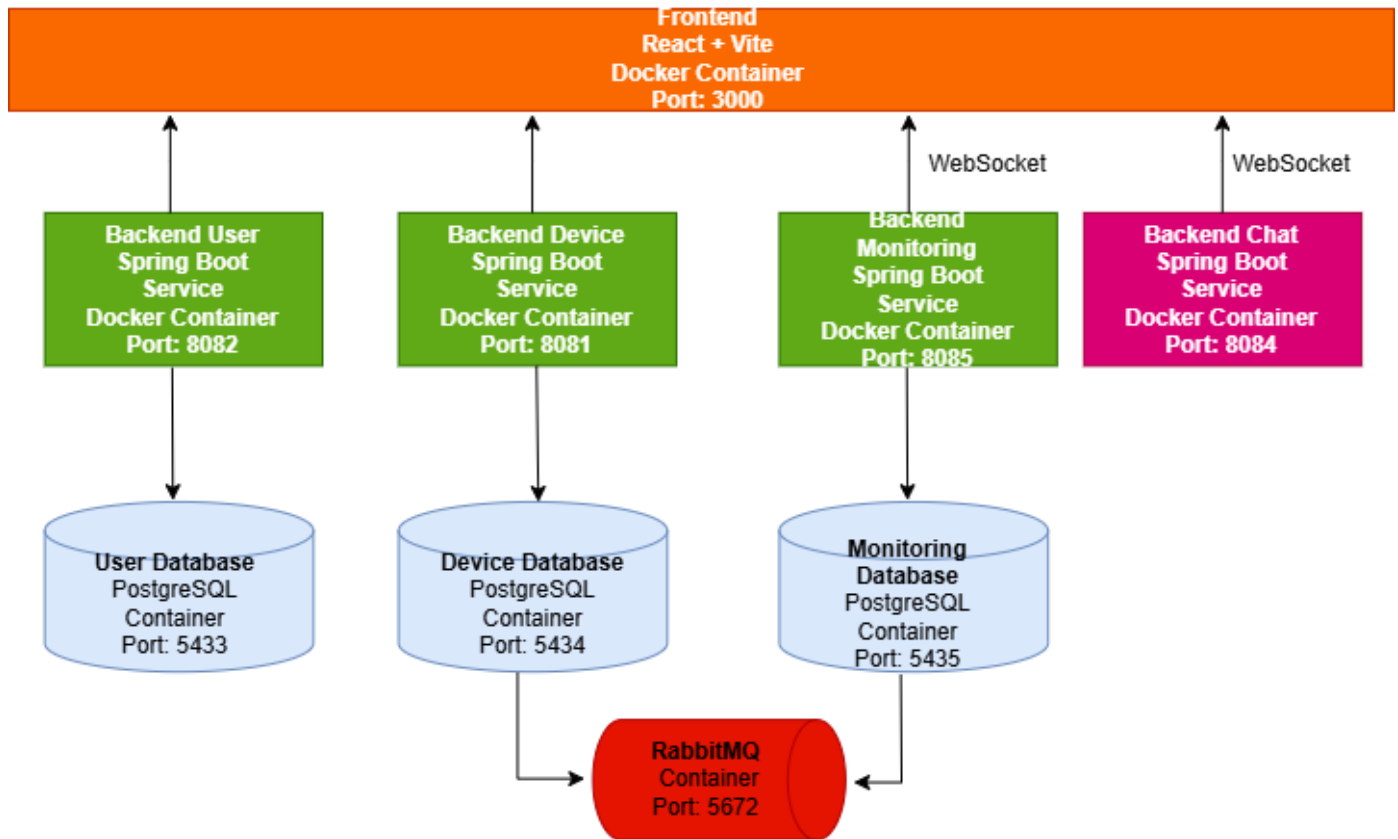 Frontend
React + Vite
Docker Container
Port: 3000
WebSocket
WebSocket
Backend User
Spring Boot
Service
Docker Container
Port: 8082
Backend Device
Spring Boot
Service
Docker Container
Port: 8081
Backend
Monitoring
Spring Boot
Service
Docker Container
Port: 8085
Backend Chat
Spring Boot
Service
Docker Container
Port: 8084
User Database
PostgreSQL
Container
Port: 5433
Device Database
PostgreSQL
Container
Port: 5434
Monitoring
Database
PostgreSQL
Container
Port: 5435
RabbitMQ
Container
Port: 5672